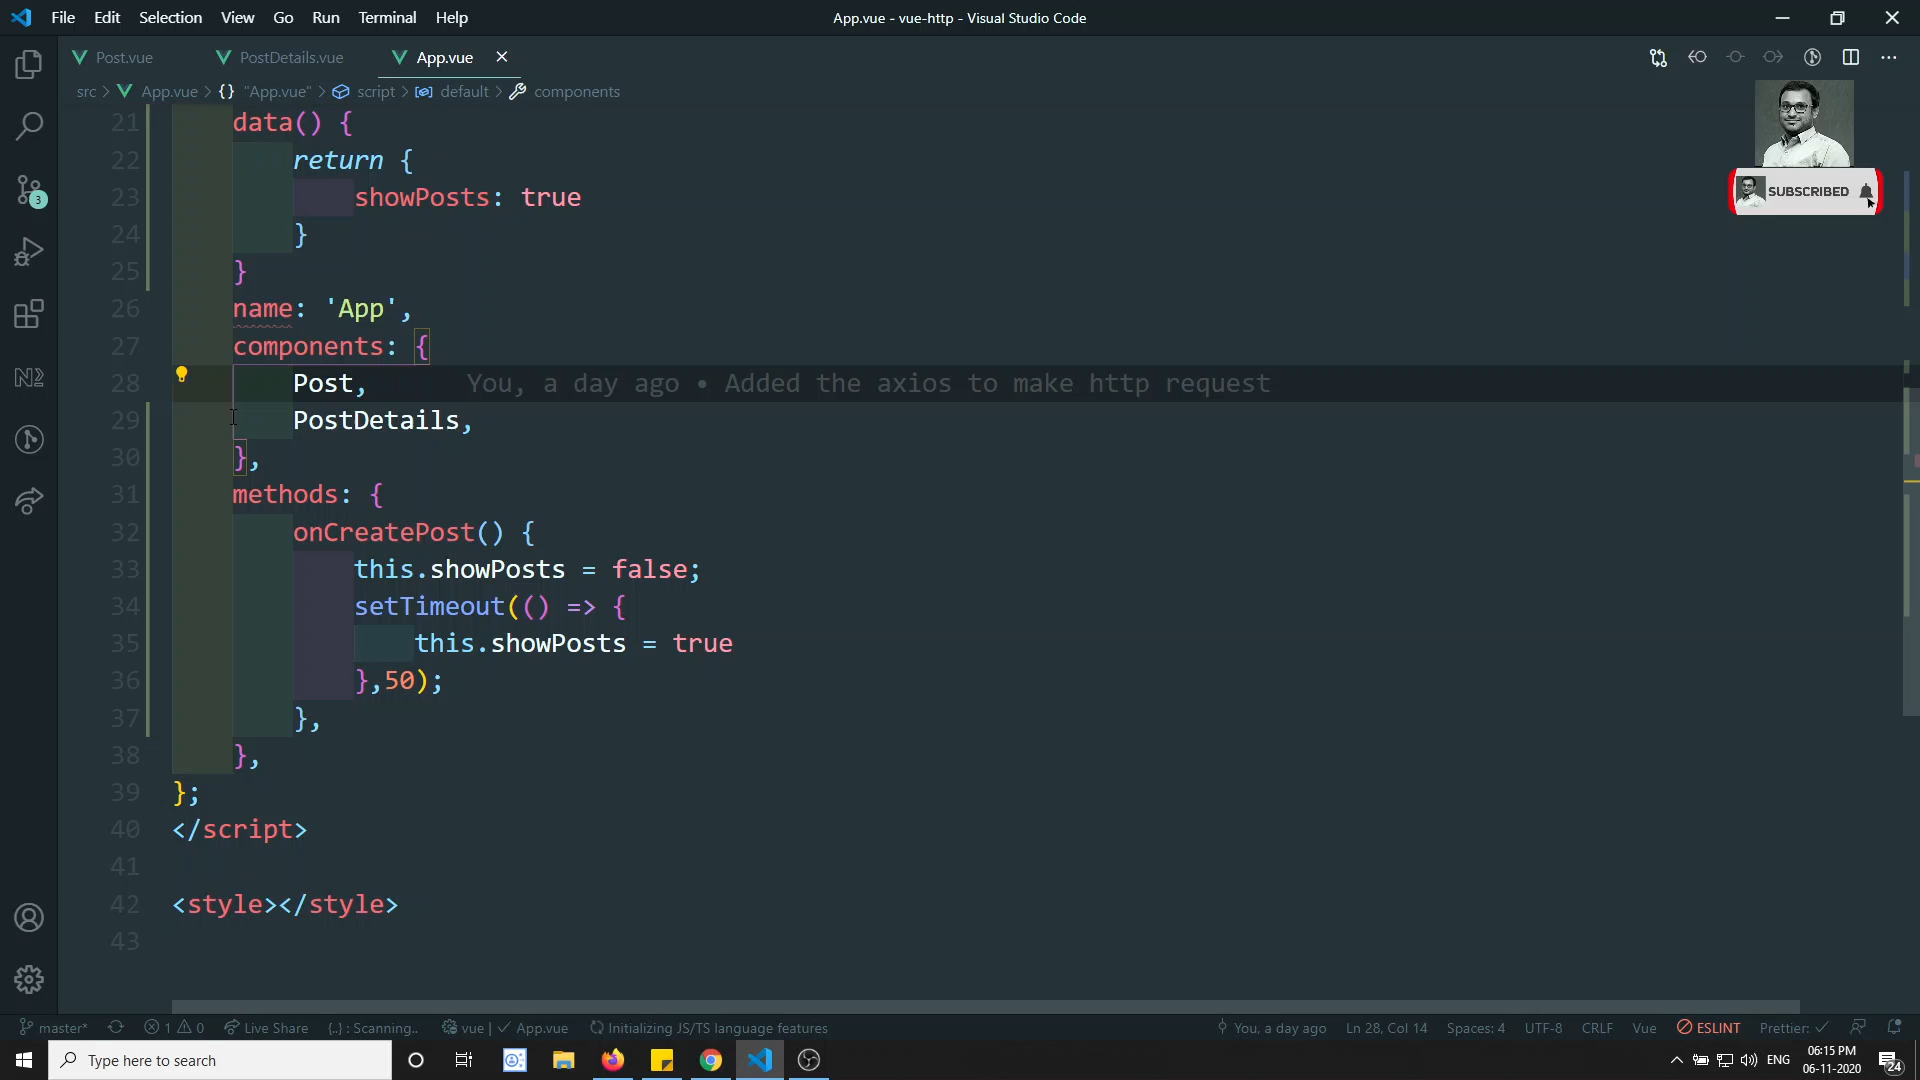 File Edit Selection View Go Run Terminal Help App.vue - vue-http - Visual Studio Code
Post.vue PostDetails.vue App.vue
src > App.vue > {} "App.vue" > script > default > components
SUBSCRIBED
21 data() {
22 return {
23 showPosts: true
24 }
25 }
26 name: 'App',
27 components: {
28 Post, You, a day ago • Added the axios to make http request
29 PostDetails,
30 },
31 methods: {
32 onCreatePost() {
33 this.showPosts = false;
34 setTimeout(() => {
35 this.showPosts = true
36 },50);
37 },
38 },
39 };
40 </script>
41
42 <style></style>
43
3
master* 1 0 Live Share {..} : Scanning.. vue | App.vue Initializing JS/TS language features You, a day ago Ln 28, Col 14 Spaces: 4 UTF-8 CRLF Vue ESLINT Prettier:
Type here to search ENG 06:15 PM
06-11-2020 24